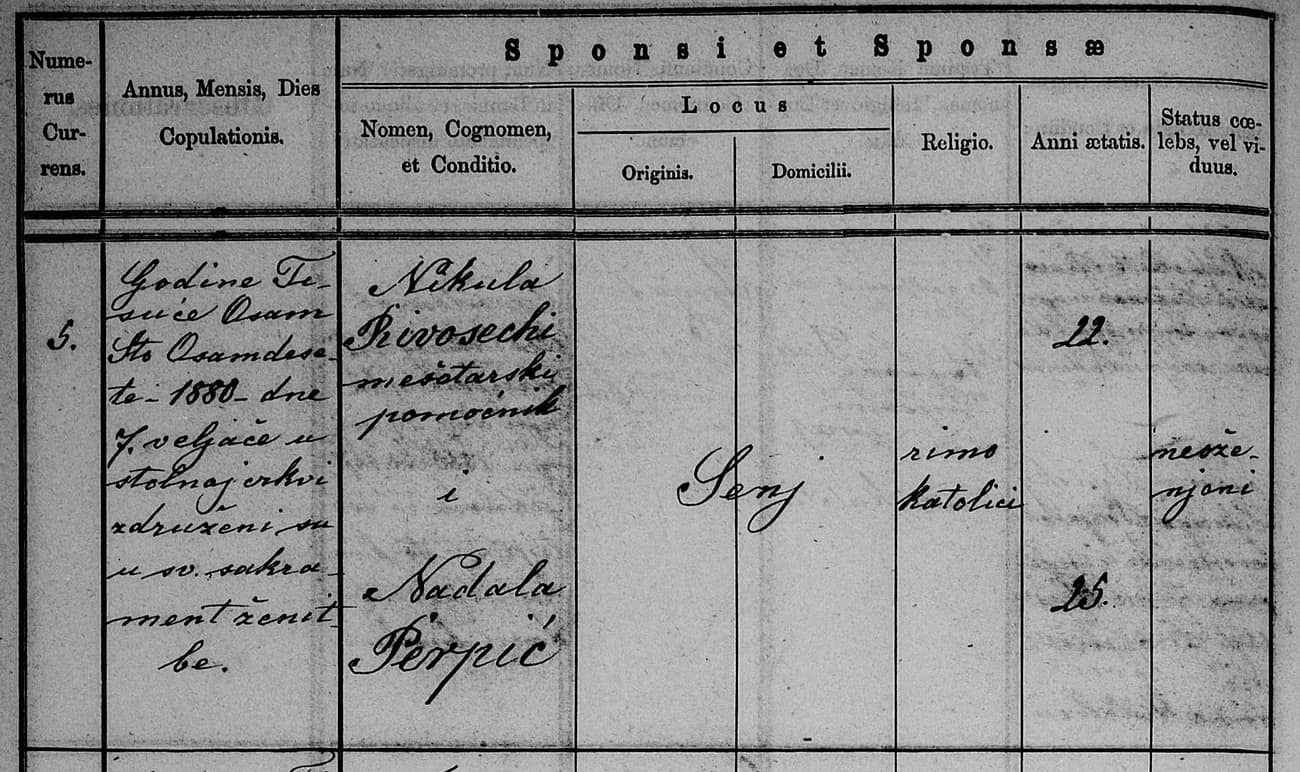 Nume-
rus
Cur-
rens.
Annus, Mensis, Dies
Copulationis.
Sponsi et Sponsæ
Nomen, Cognomen,
et Conditio.
Locus
Originis.
Domicilii.
Religio.
Anni ætatis.
Status cœ-
lebs, vel vi-
duus.
5.
Godine Ti-
suće Osam
Sto Osamdese-
te - 1880 - dne
7. veljače u
stolnoj crkvi
združeni su
u sv. sakra-
ment ženit-
be.
Nikula
Rivosechi
mešetarski
pomoćnik
i
Nadala
Perpić
Senj
rimo
katolici
22.
25.
neože-
njeni